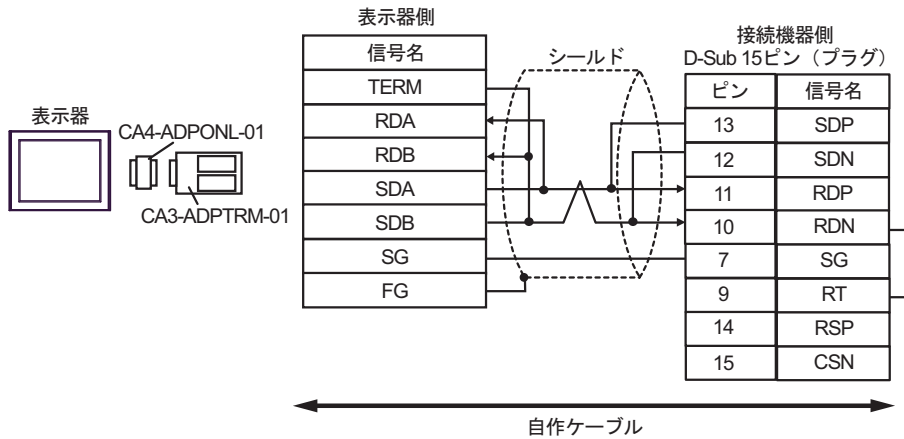 表示器
CA4-ADPONL-01
CA3-ADPTRM-01
表示器側
信号名
TERM
RDA
RDB
SDA
SDB
SG
FG
シールド
接続機器側
D-Sub 15ピン（プラグ）
ピン 信号名
13 SDP
12 SDN
11 RDP
10 RDN
7 SG
9 RT
14 RSP
15 CSN
自作ケーブル